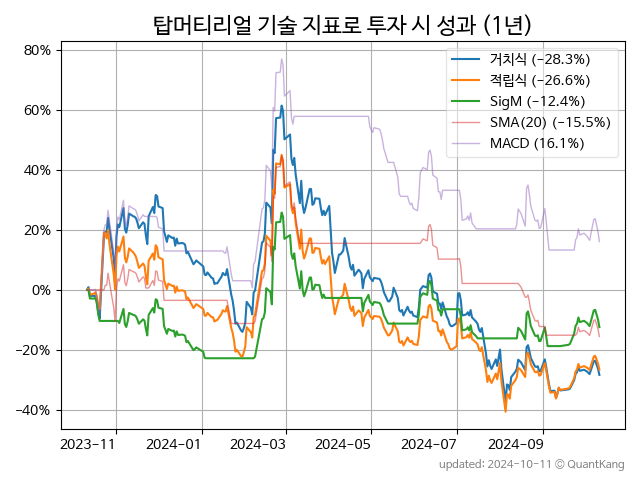 탑머티리얼 기술 지표로 투자 시 성과 (1년)
80%
60%
40%
20%
0%
−20%
−40%
거치식 (−28.3%)
적립식 (−26.6%)
SigM (−12.4%)
SMA(20) (−15.5%)
MACD (16.1%)
2023−11 2024−01 2024−03 2024−05 2024−07 2024−09
updated: 2024-10-11 © QuantKang